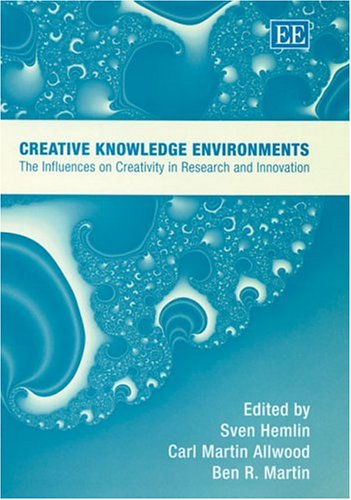 EE
CREATIVE KNOWLEDGE ENVIRONMENTS
The Influences on Creativity in Research and Innovation
Edited by
Sven Hemlin
Carl Martin Allwood
Ben R. Martin